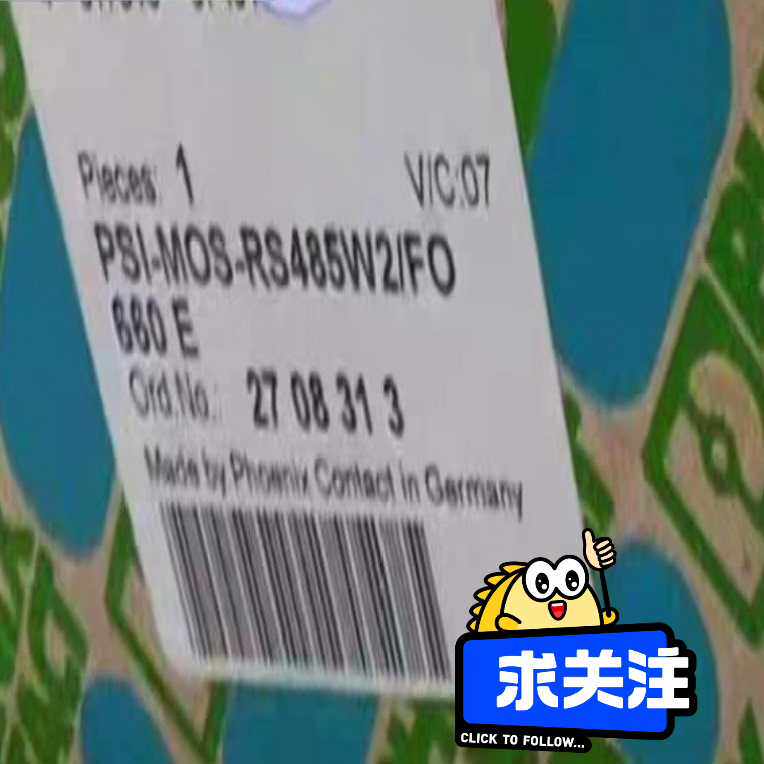 Pieces: 1
V/C:07
PSI-MOS-RS485W2/FO
660 E
Ord.No.: 27 08 31 3
Made by Phoenix Contact in Germany
求关注
CLICK TO FOLLOW...